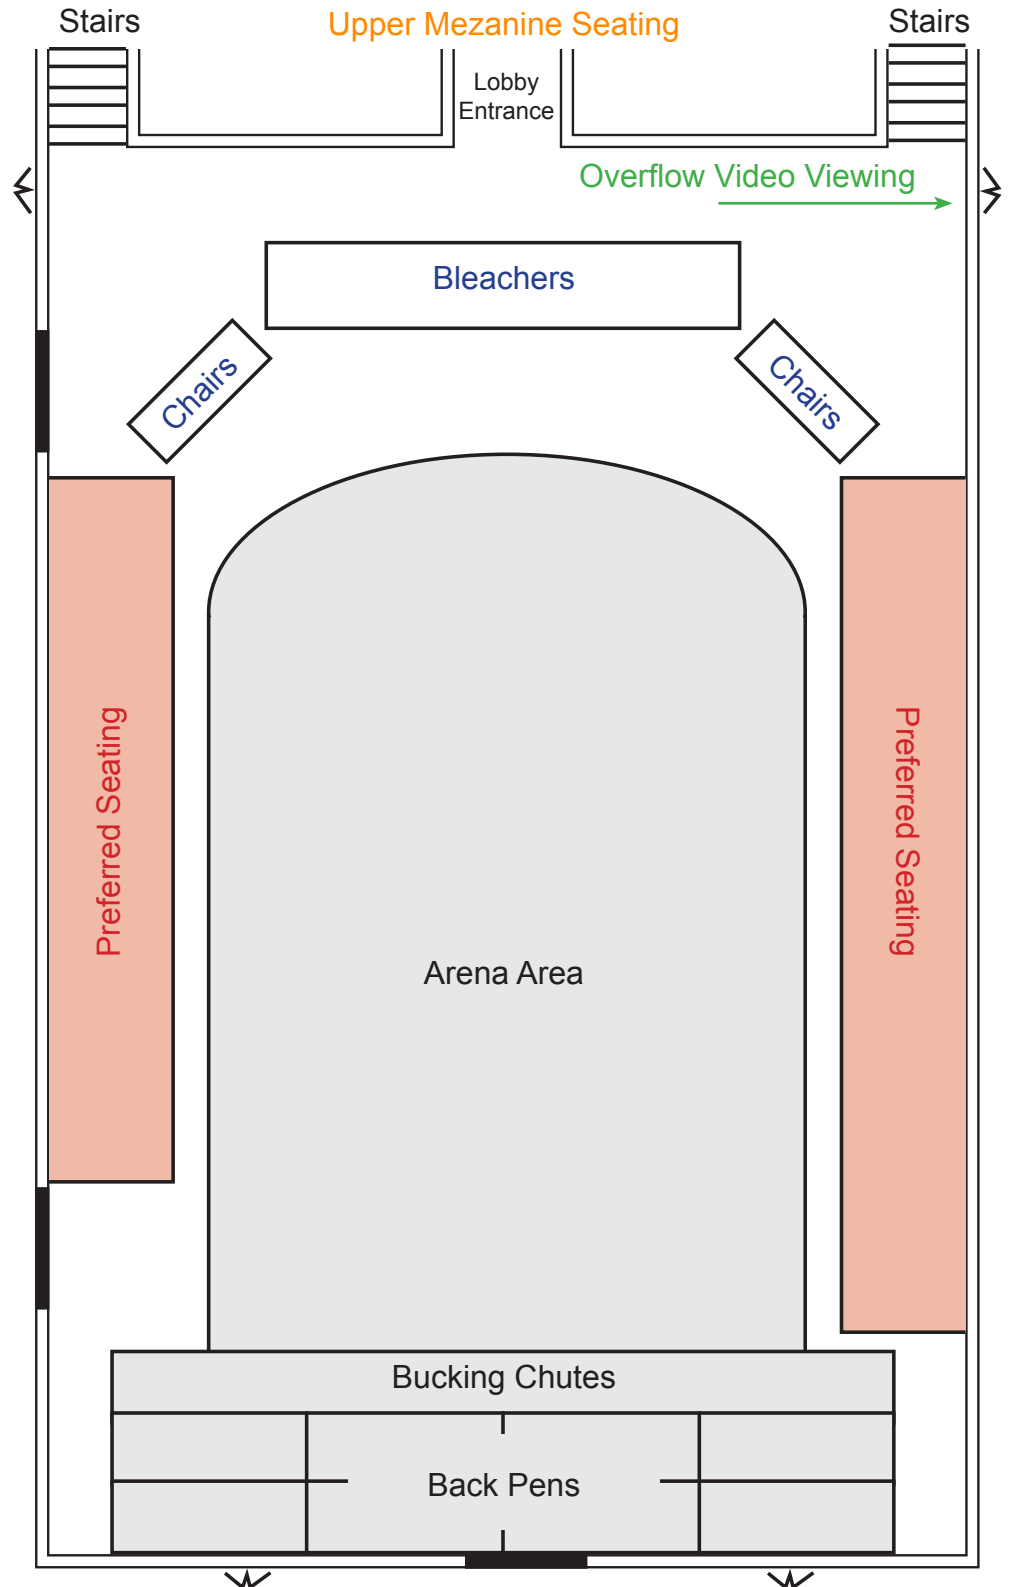 Stairs
Upper Mezanine Seating
Stairs
Lobby
Entrance
Overflow Video Viewing
Bleachers
Chairs
Chairs
Preferred Seating
Preferred Seating
Arena Area
Bucking Chutes
Back Pens